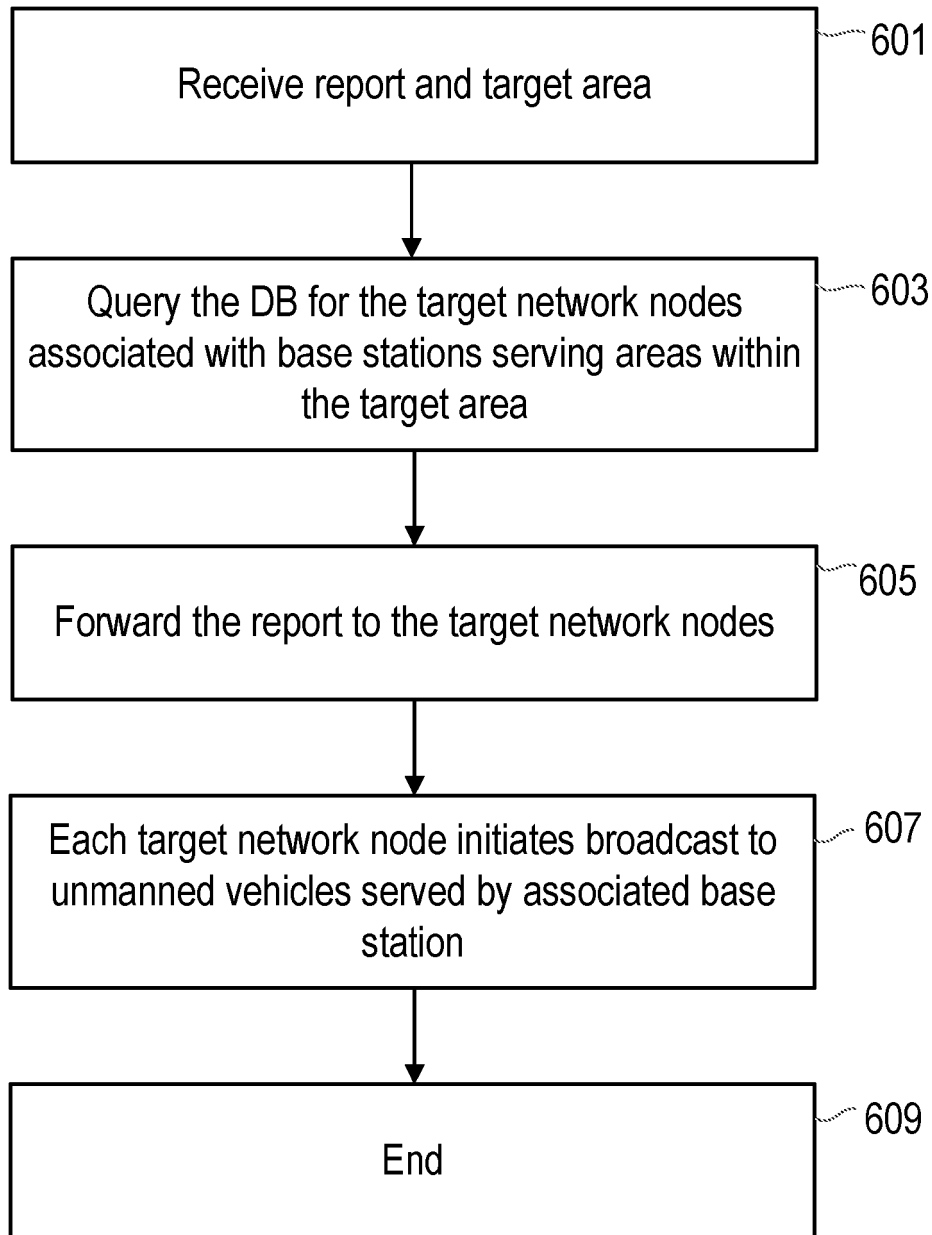 601
Receive report and target area
603
Query the DB for the target network nodes
associated with base stations serving areas within
the target area
605
Forward the report to the target network nodes
607
Each target network node initiates broadcast to
unmanned vehicles served by associated base
station
609
End